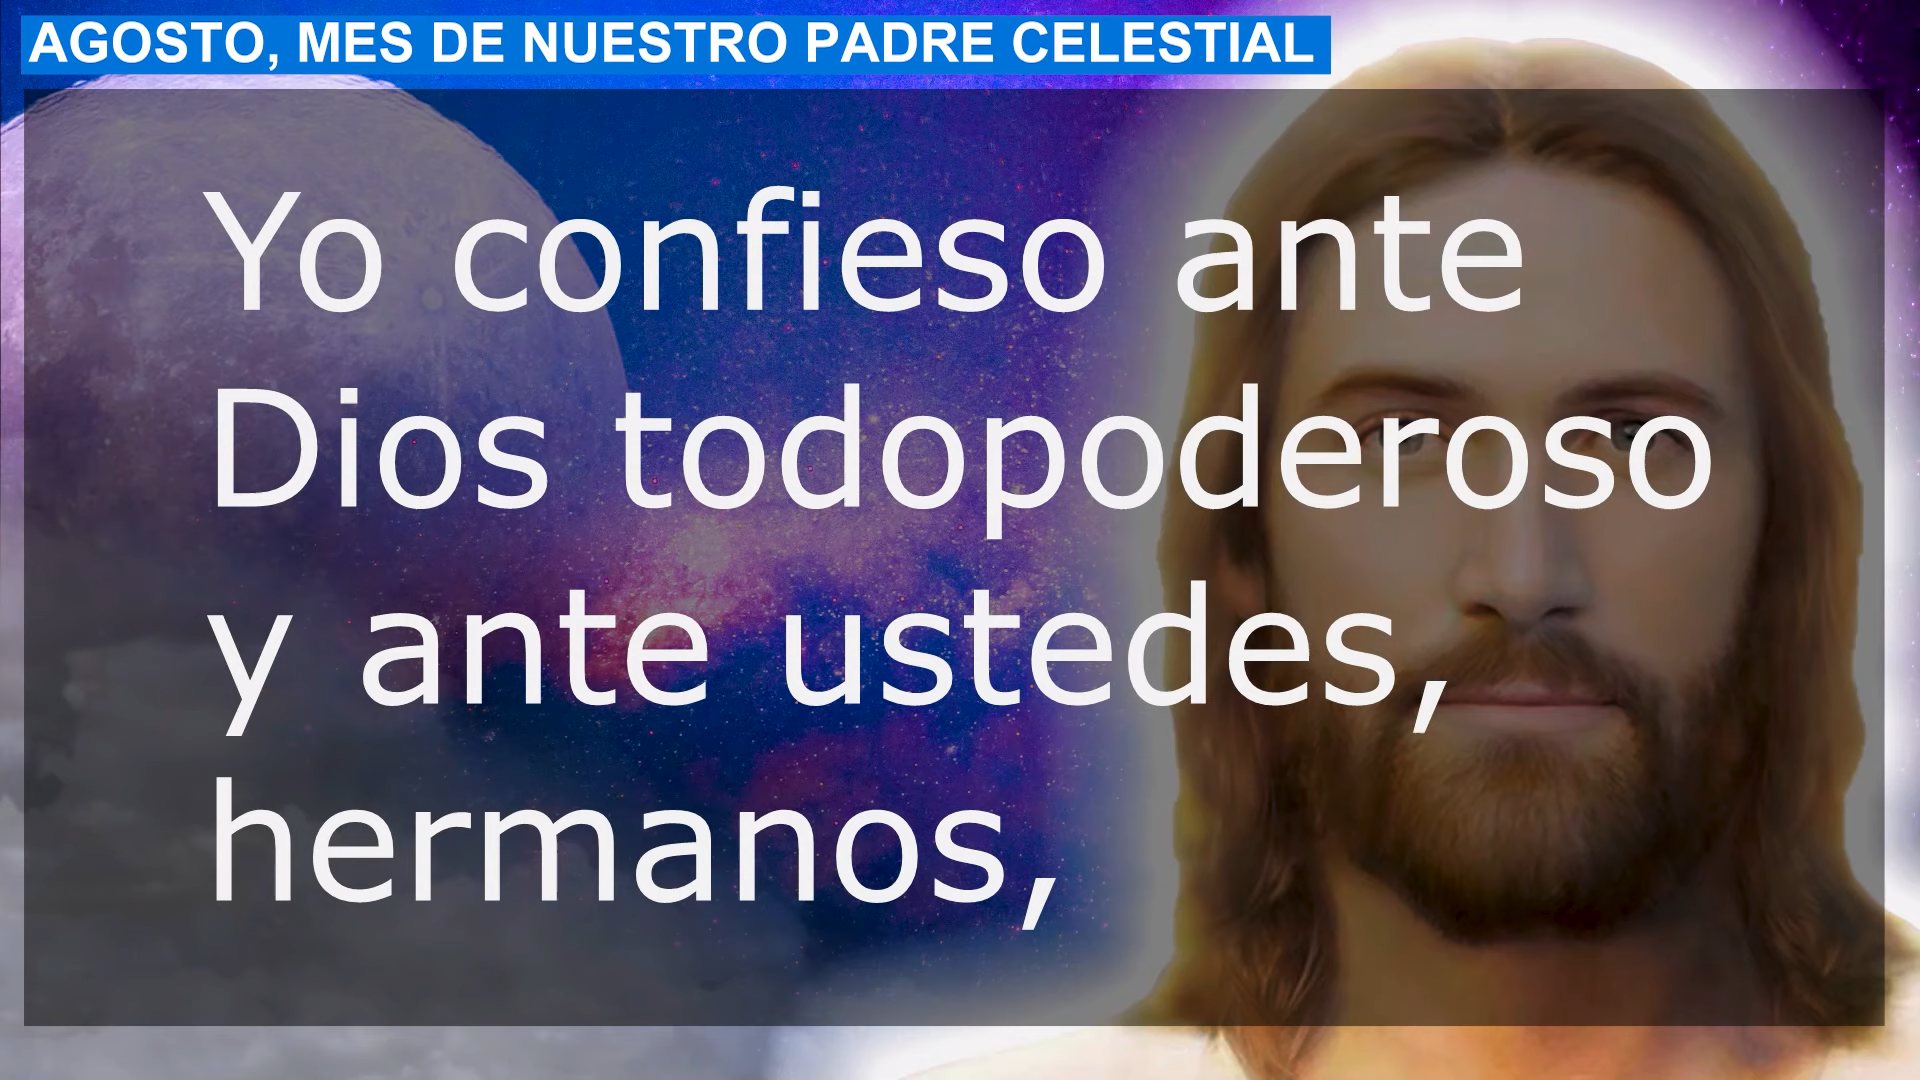 AGOSTO, MES DE NUESTRO PADRE CELESTIAL
Yo confieso ante
Dios todopoderoso
y ante ustedes,
hermanos,